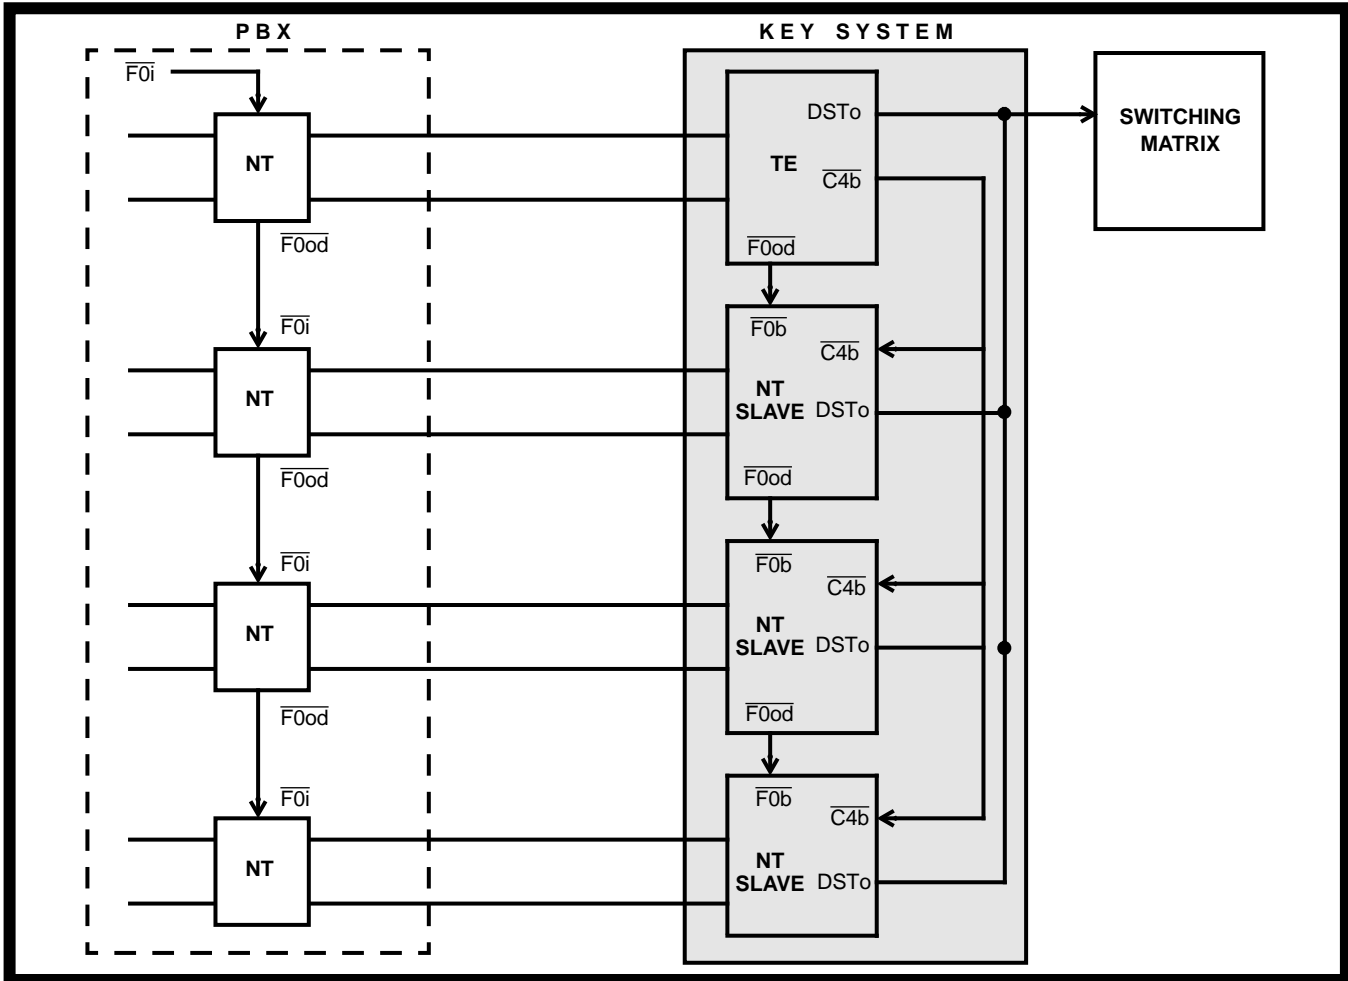 PBX
KEY SYSTEM
F0i
NT
F0od
F0i
NT
F0od
F0i
NT
F0od
F0i
NT
DSTo
TE
C4b
F0od
F0b
C4b
NT
SLAVE
DSTo
F0od
F0b
C4b
NT
SLAVE
DSTo
F0od
F0b
C4b
NT
SLAVE
DSTo
SWITCHING
MATRIX